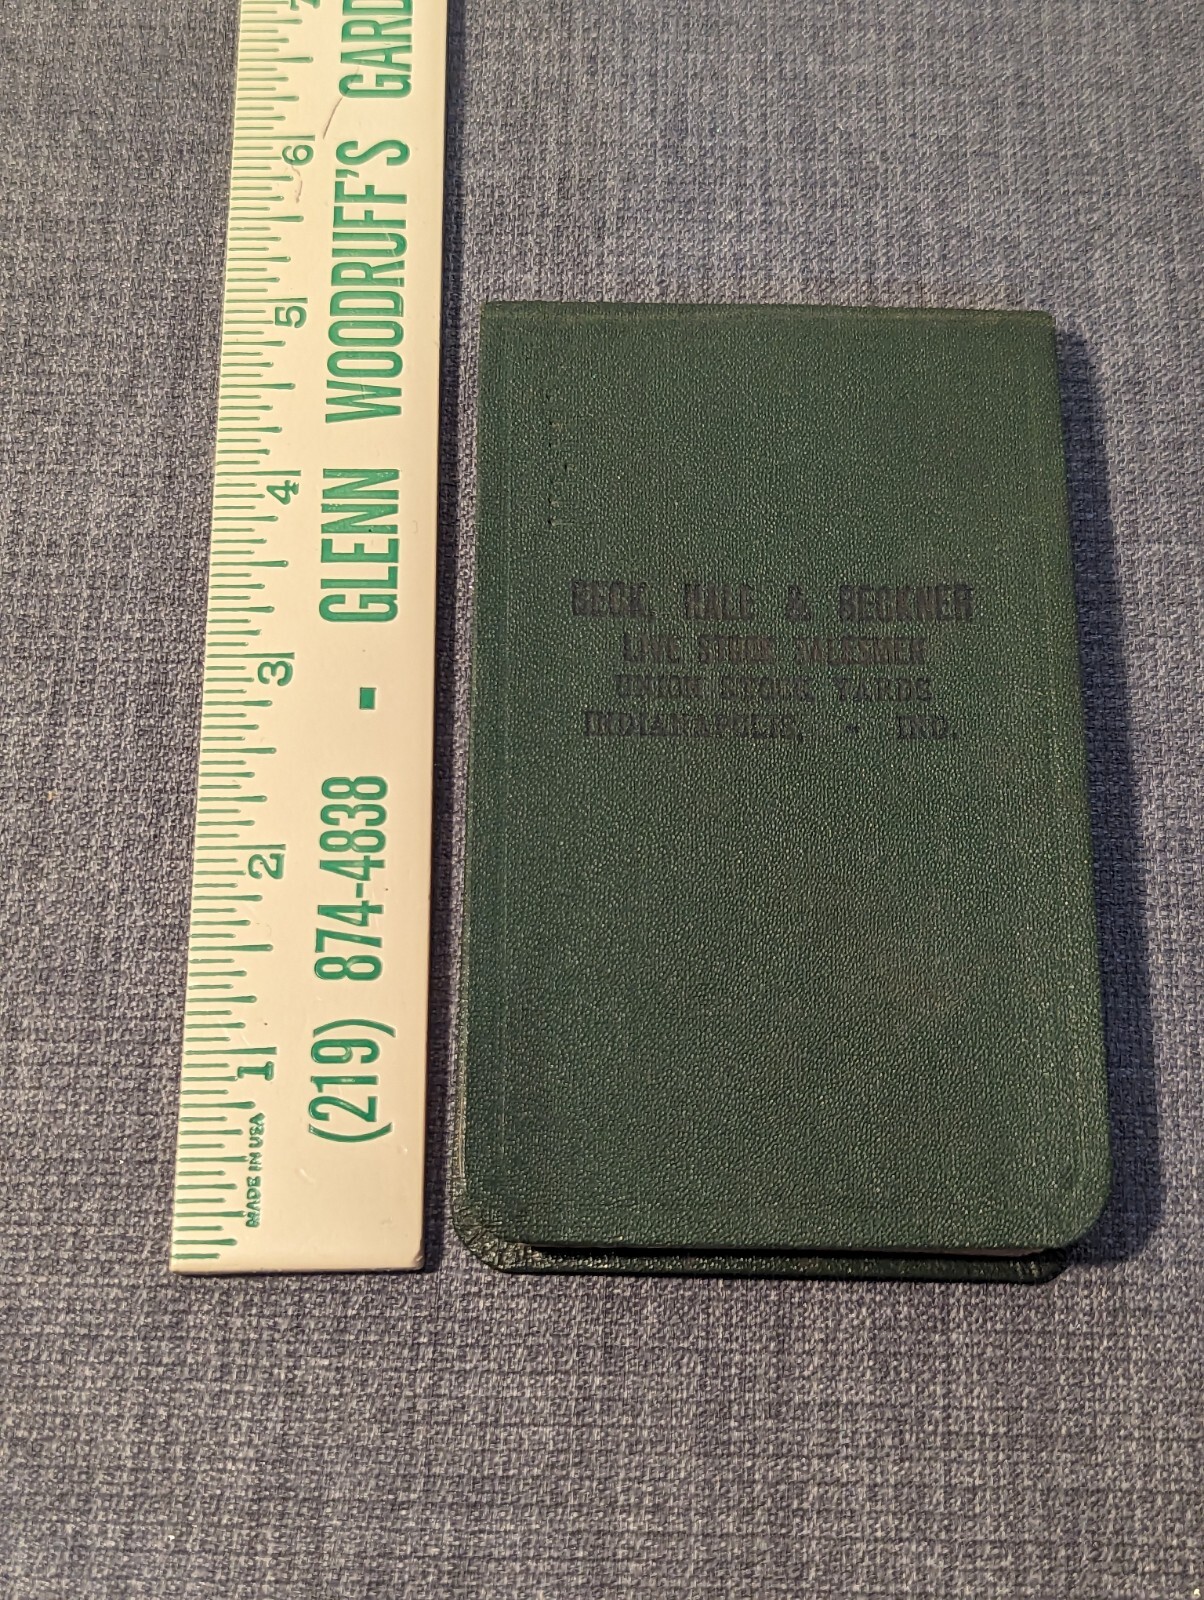 1 2 3 4 5 6
MADE IN USA
(219) 874-4838 - GLENN WOODRUFF'S GARD
BECK, HALE & BECKNER
LIVE STOCK SALESMEN
UNION STOCK YARDS
INDIANAPOLIS, - IND.